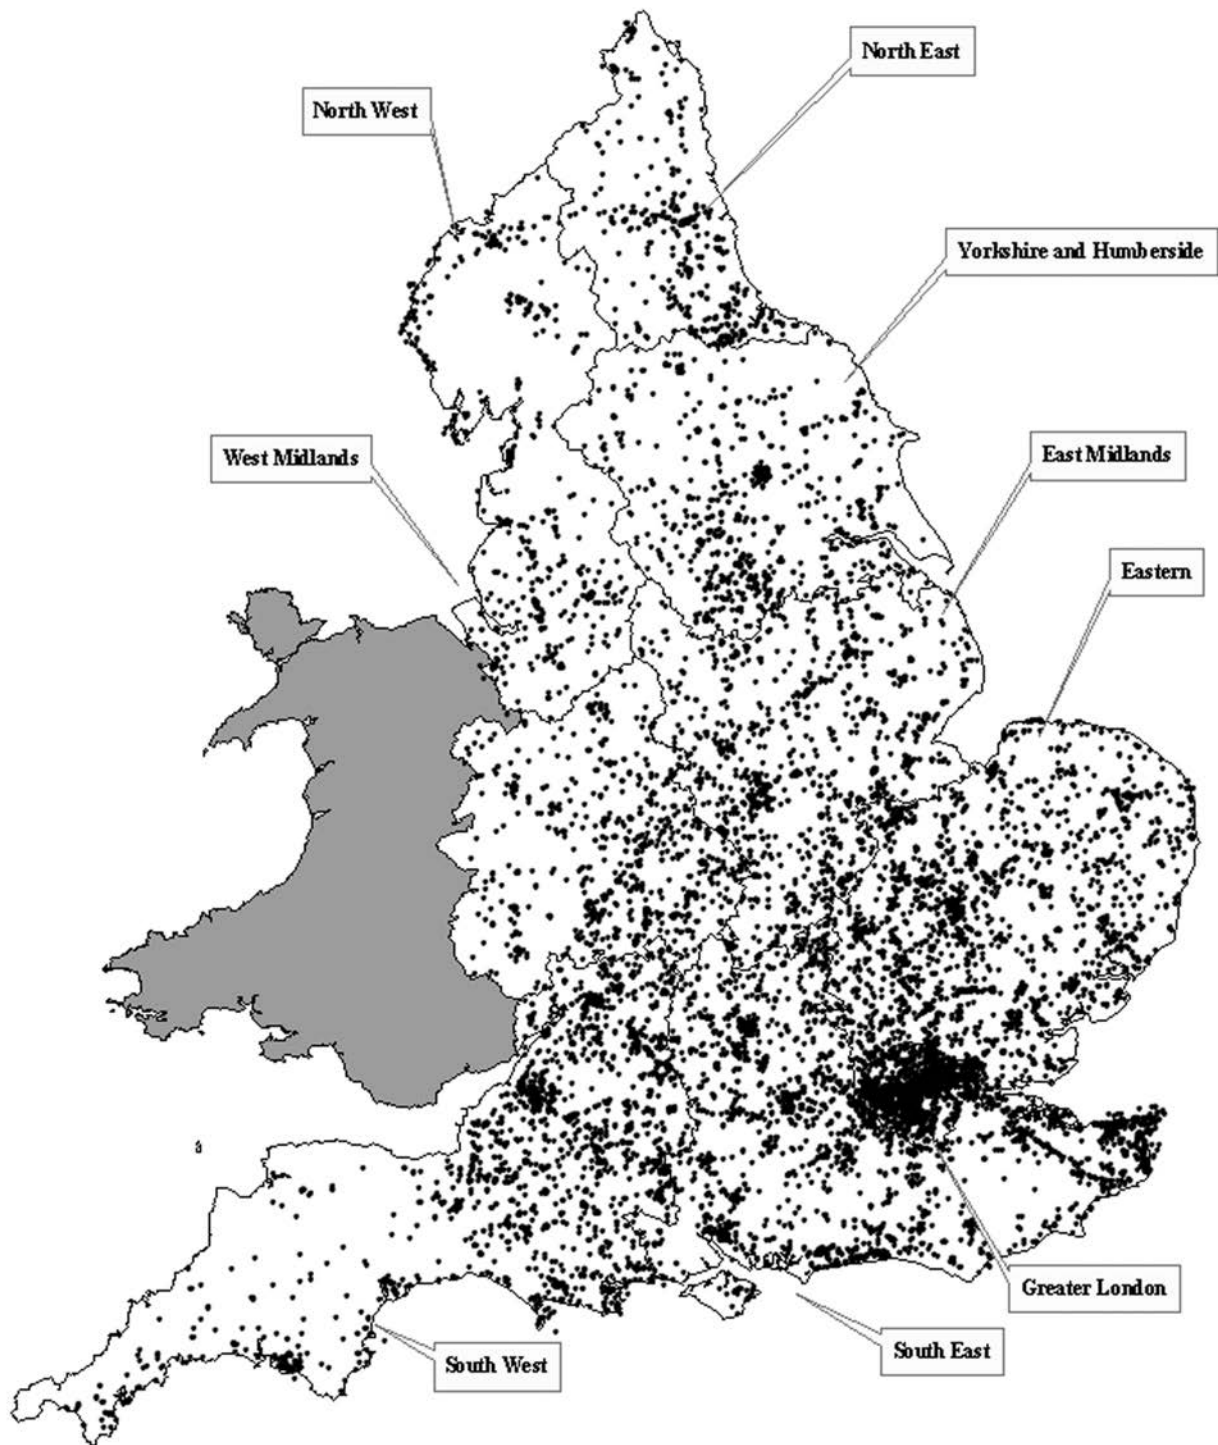 North East
North West
Yorkshire and Humberside
West Midlands
East Midlands
Eastern
Greater London
South East
South West